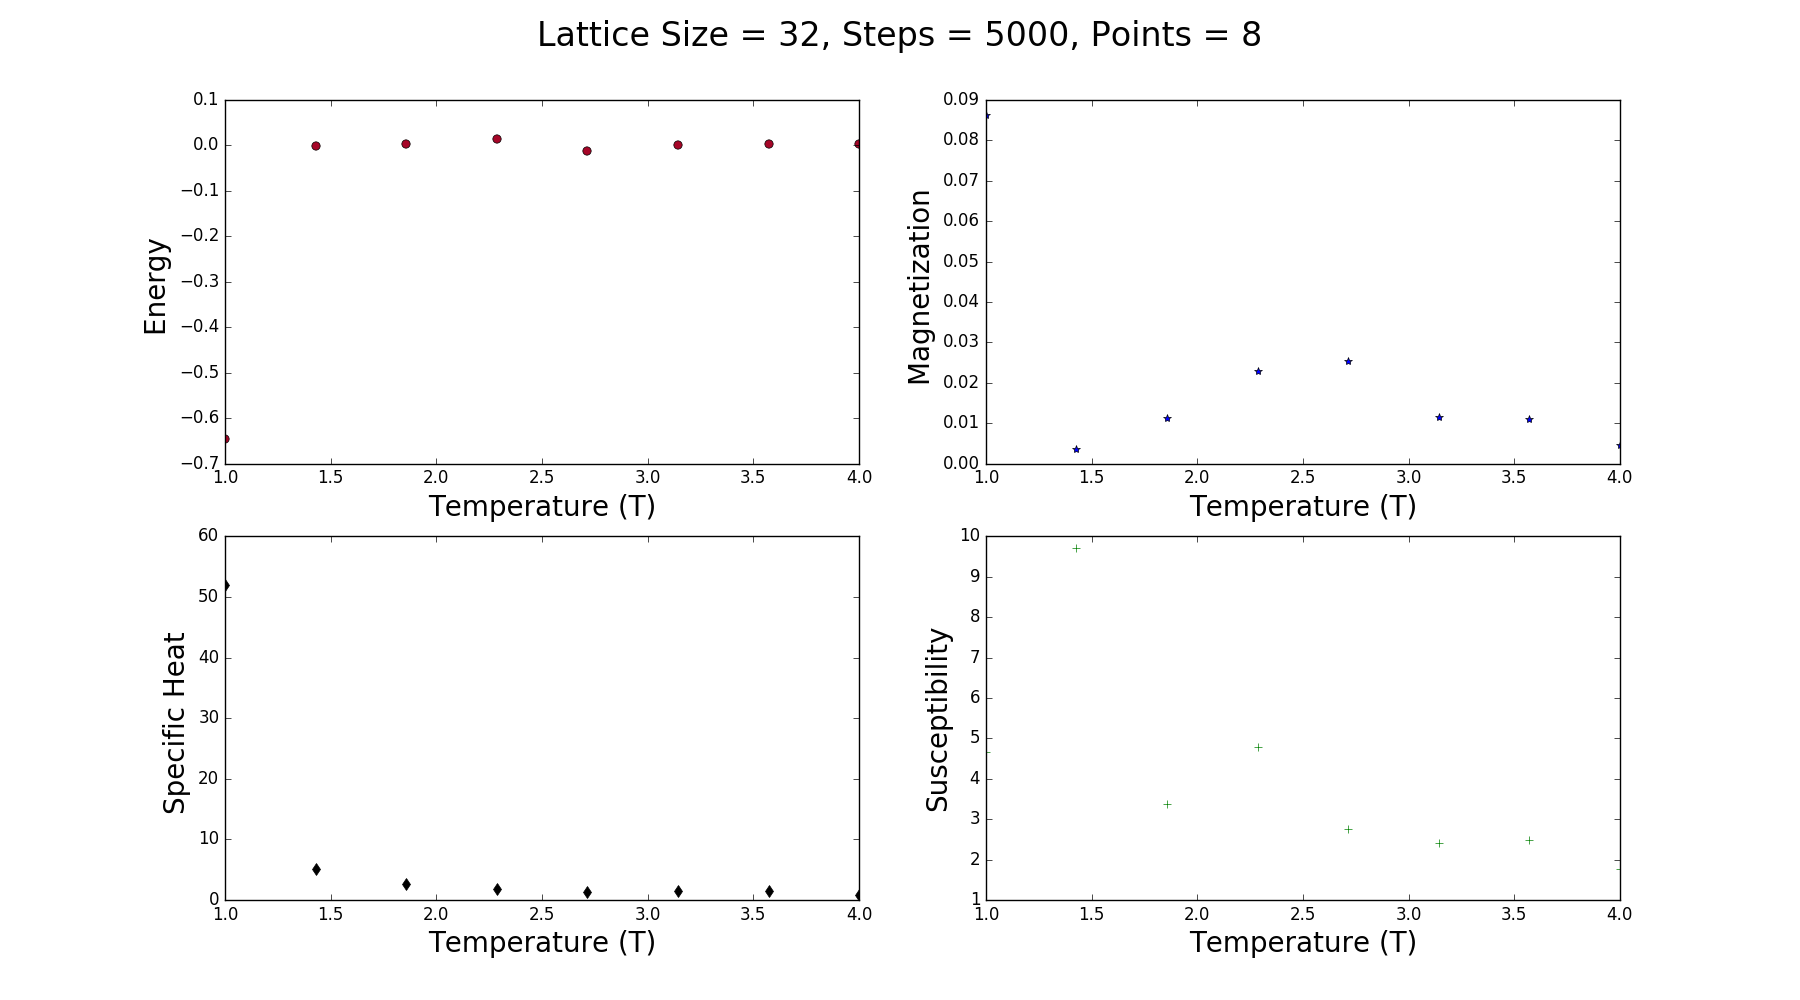 Lattice Size = 32, Steps = 5000, Points = 8
Energy
0.1
0.0
−0.1
−0.2
−0.3
−0.4
−0.5
−0.6
−0.7
1.0 1.5 2.0 2.5 3.0 3.5 4.0
Temperature (T)
Magnetization
0.09
0.08
0.07
0.06
0.05
0.04
0.03
0.02
0.01
0.00
1.0 1.5 2.0 2.5 3.0 3.5 4.0
Temperature (T)
Specific Heat
60
50
40
30
20
10
0
1.0 1.5 2.0 2.5 3.0 3.5 4.0
Temperature (T)
Susceptibility
10
9
8
7
6
5
4
3
2
1
1.0 1.5 2.0 2.5 3.0 3.5 4.0
Temperature (T)